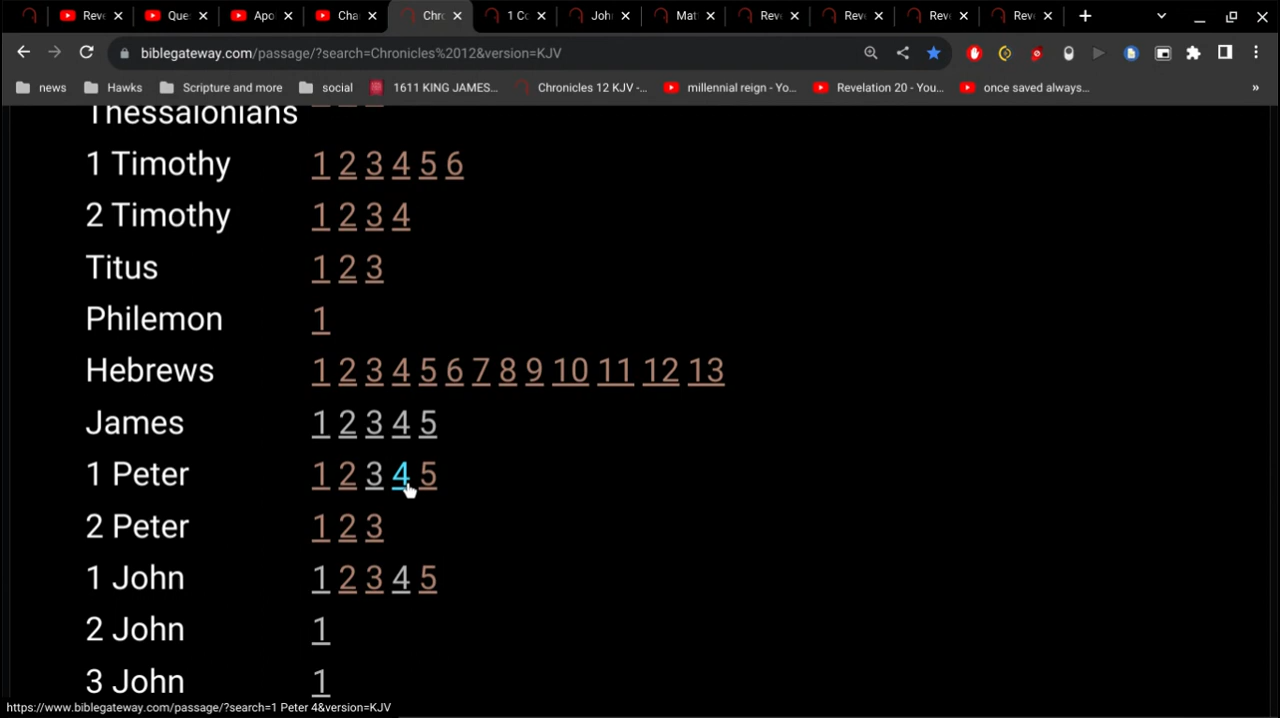 Reve
Que
Apo
Cha
Chro
1 Co
Joh
Mat
Reve
Reve
Reve
Reve
biblegateway.com/passage/?search=Chronicles%2012&version=KJV
news Hawks Scripture and more social 1611 KING JAMES... Chronicles 12 KJV -... millennial reign - Yo... Revelation 20 - You... once saved always... »
Thessalonians
1 Timothy 1 2 3 4 5 6
2 Timothy 1 2 3 4
Titus 1 2 3
Philemon 1
Hebrews 1 2 3 4 5 6 7 8 9 10 11 12 13
James 1 2 3 4 5
1 Peter 1 2 3 4 5
2 Peter 1 2 3
1 John 1 2 3 4 5
2 John 1
3 John 1
https://www.biblegateway.com/passage/?search=1 Peter 4&version=KJV